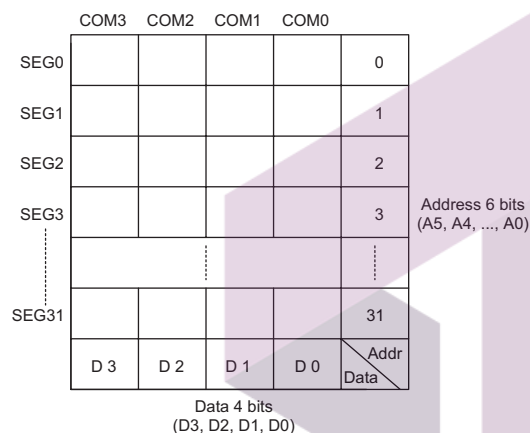 COM3 COM2 COM1 COM0
SEG0 0
SEG1 1
SEG2 2
SEG3 3
Address 6 bits
(A5, A4, ..., A0)
SEG31 31
D 3 D 2 D 1 D 0 Addr
Data
Data 4 bits
(D3, D2, D1, D0)